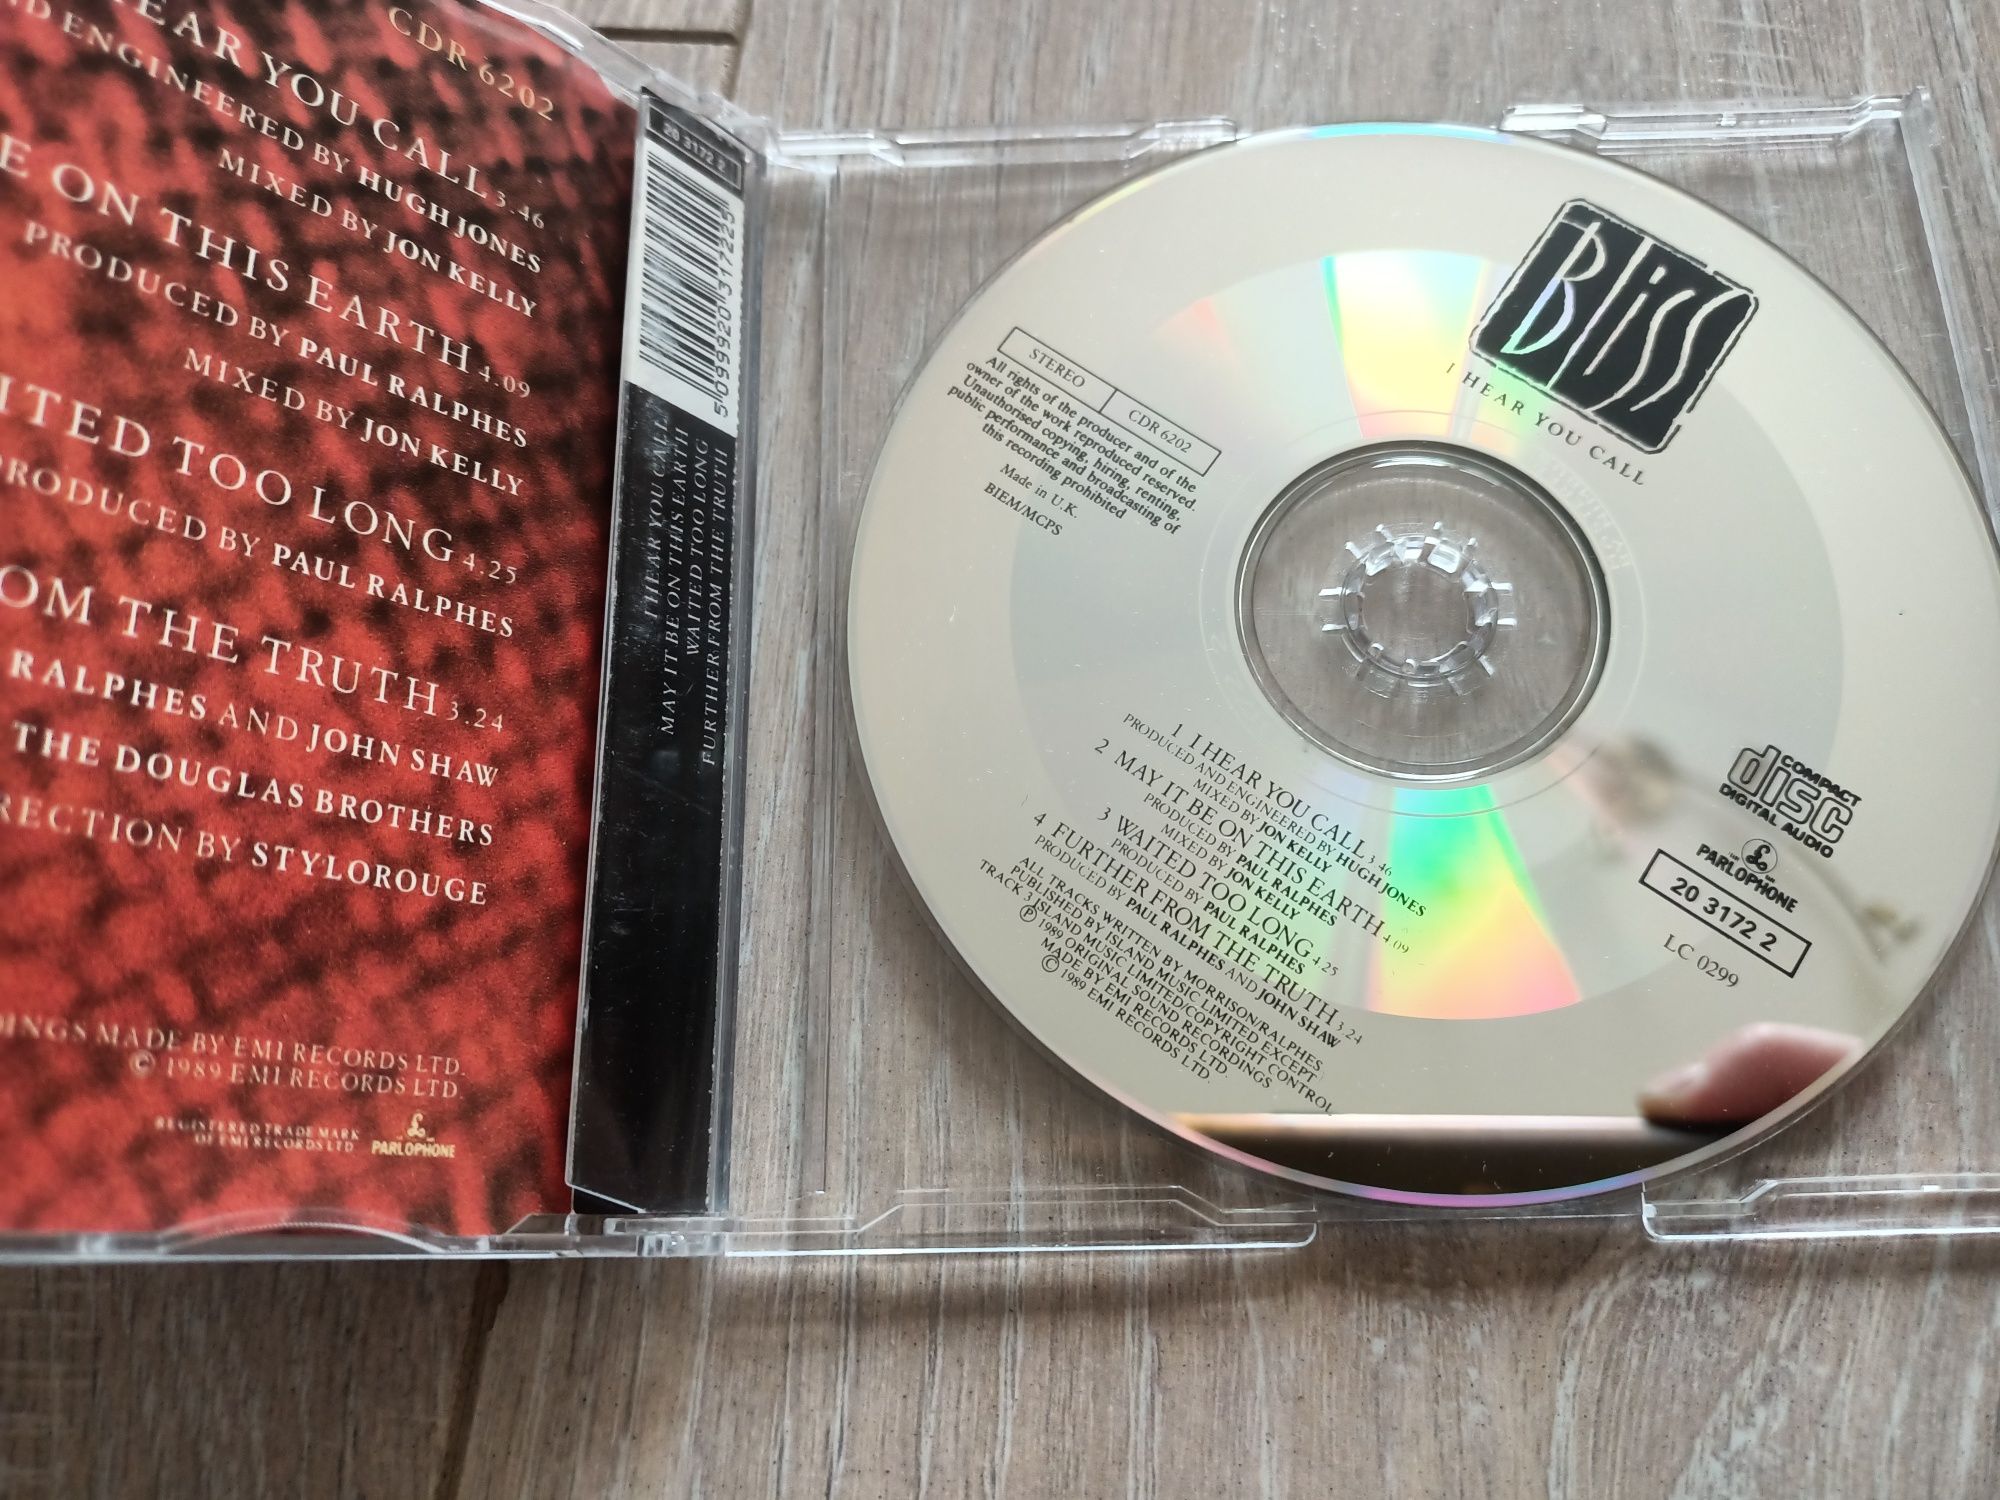 CDR 6202
HEAR YOU CALL 3.46
ENGINEERED BY HUGH JONES
MIXED BY JON KELLY
E ON THIS EARTH 4.09
PRODUCED BY PAUL RALPHES
MIXED BY JON KELLY
ITED TOO LONG 4.25
PRODUCED BY PAUL RALPHES
OM THE TRUTH 3.24
RALPHES AND JOHN SHAW
THE DOUGLAS BROTHERS
RECTION BY STYLOROUGE
DINGS MADE BY EMI RECORDS LTD.
© 1989 EMI RECORDS LTD.
REGISTERED TRADE MARK
OF EMI RECORDS LTD
PARLOPHONE
20 3172 2
5 099920 317225
I HEAR YOU CALL
MAY IT BE ON THIS EARTH
WAITED TOO LONG
FURTHER FROM THE TRUTH
Bliss
I HEAR YOU CALL
STEREO
CDR 6202
All rights of the producer and of the
owner of the work reproduced reserved.
Unauthorised copying, hiring, renting,
public performance and broadcasting of
this recording prohibited
Made in U.K.
BIEM/MCPS
1 I HEAR YOU CALL 3.46
PRODUCED AND ENGINEERED BY HUGH JONES
MIXED BY JON KELLY
2 MAY IT BE ON THIS EARTH 4.09
PRODUCED BY PAUL RALPHES
MIXED BY JON KELLY
3 WAITED TOO LONG 4.25
PRODUCED BY PAUL RALPHES
4 FURTHER FROM THE TRUTH 3.24
PRODUCED BY PAUL RALPHES AND JOHN SHAW
ALL TRACKS WRITTEN BY MORRISON/RALPHES
PUBLISHED BY ISLAND MUSIC LIMITED EXCEPT
TRACK 3 ISLAND MUSIC LIMITED/COPYRIGHT CONTROL
℗ 1989 ORIGINAL SOUND RECORDINGS
MADE BY EMI RECORDS LTD.
© 1989 EMI RECORDS LTD.
COMPACT
disc
DIGITAL AUDIO
PARLOPHONE
20 3172 2
LC 0299